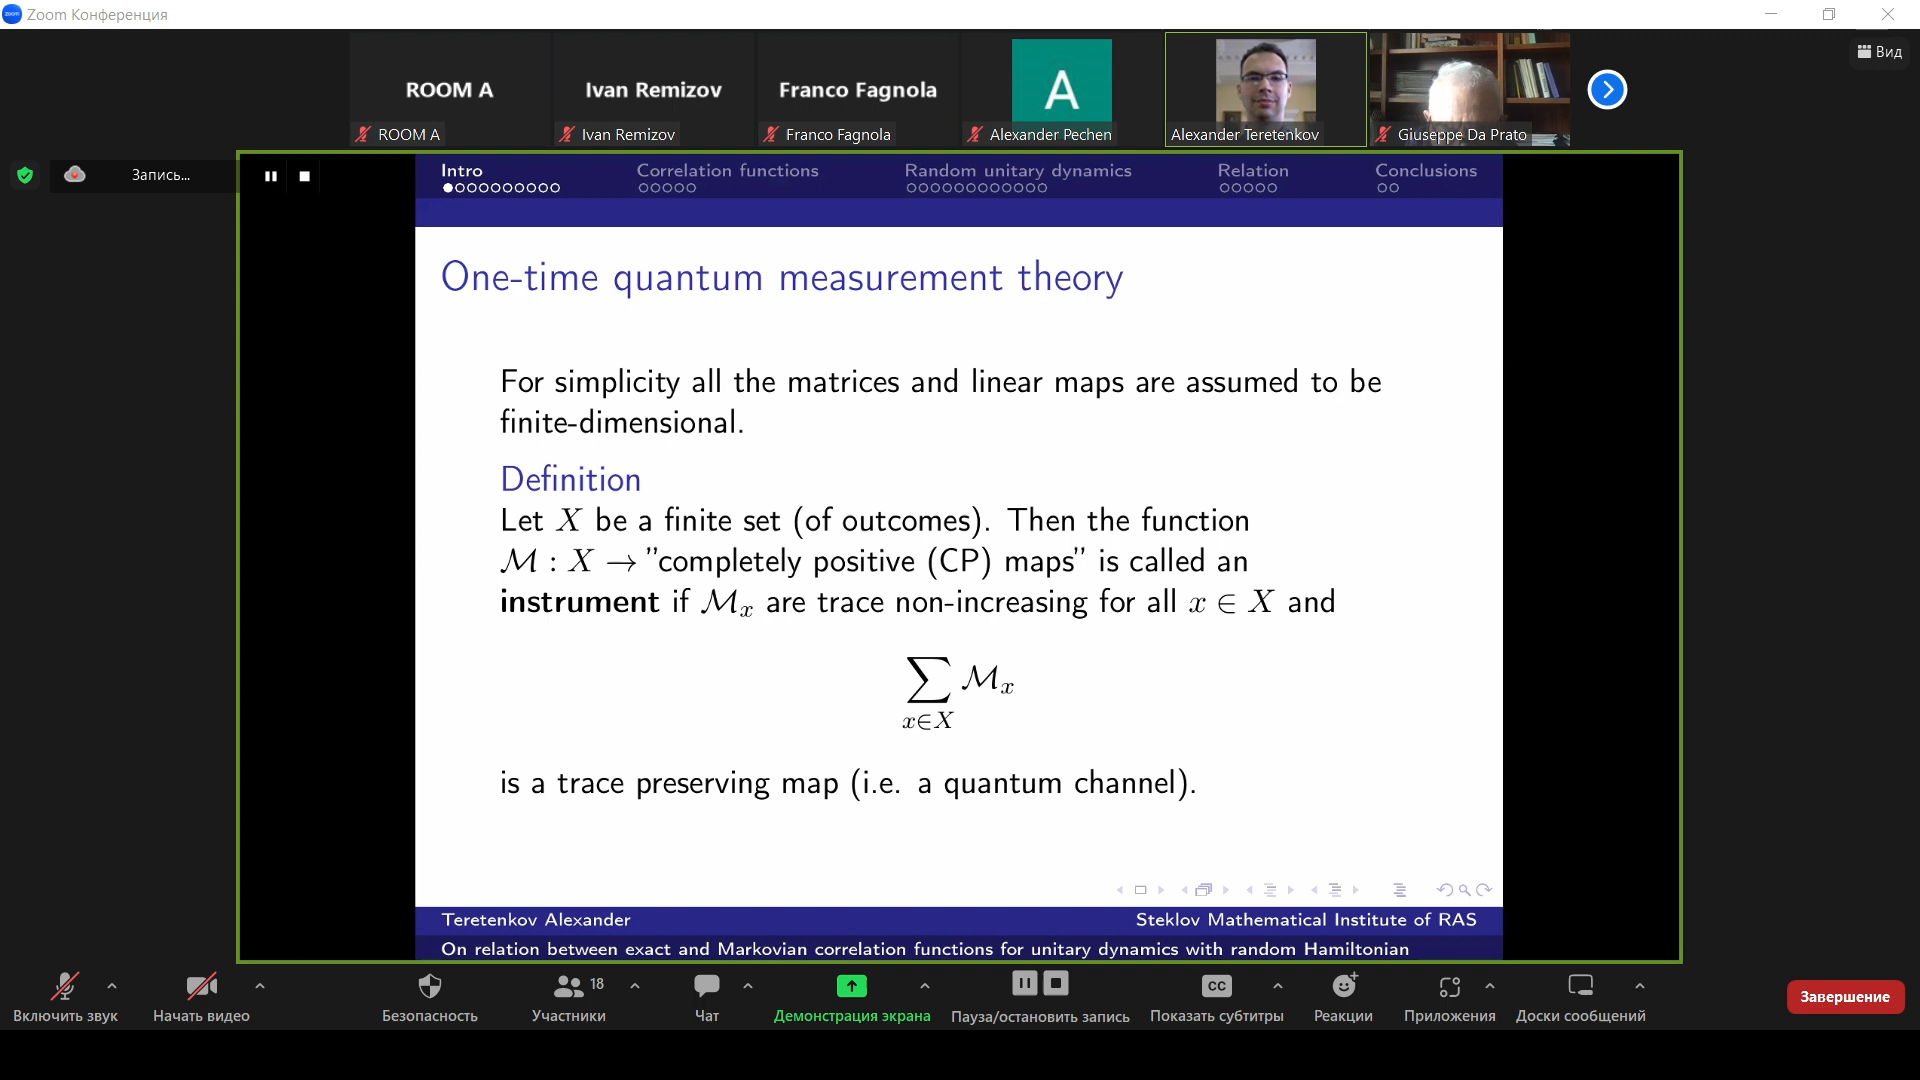 Zoom Конференция
ROOM A
Ivan Remizov
Franco Fagnola
A
ROOM A
Ivan Remizov
Franco Fagnola
Alexander Pechen
Alexander Teretenkov
Giuseppe Da Prato
Вид
Запись...
Intro
Correlation functions
Random unitary dynamics
Relation
Conclusions
One-time quantum measurement theory
For simplicity all the matrices and linear maps are assumed to be
finite-dimensional.
Definition
Let X be a finite set (of outcomes). Then the function
ℳ : X → ”completely positive (CP) maps” is called an
instrument if ℳₓ are trace non-increasing for all x ∈ X and
∑ ℳₓ
x∈X
is a trace preserving map (i.e. a quantum channel).
Teretenkov Alexander
Steklov Mathematical Institute of RAS
On relation between exact and Markovian correlation functions for unitary dynamics with random Hamiltonian
Включить звук
Начать видео
Безопасность
18
Участники
Чат
Демонстрация экрана
Пауза/остановить запись
CC
Показать субтитры
Реакции
Приложения
Доски сообщений
Завершение